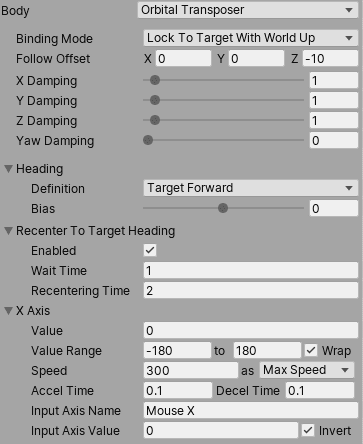 Body Orbital Transposer
Binding Mode Lock To Target With World Up
Follow Offset X 0 Y 0 Z -10
X Damping 1
Y Damping 1
Z Damping 1
Yaw Damping 0
Heading
Definition Target Forward
Bias 0
Recenter To Target Heading
Enabled
Wait Time 1
Recentering Time 2
X Axis
Value 0
Value Range -180 to 180 Wrap
Speed 300 as Max Speed
Accel Time 0.1 Decel Time 0.1
Input Axis Name Mouse X
Input Axis Value 0 Invert